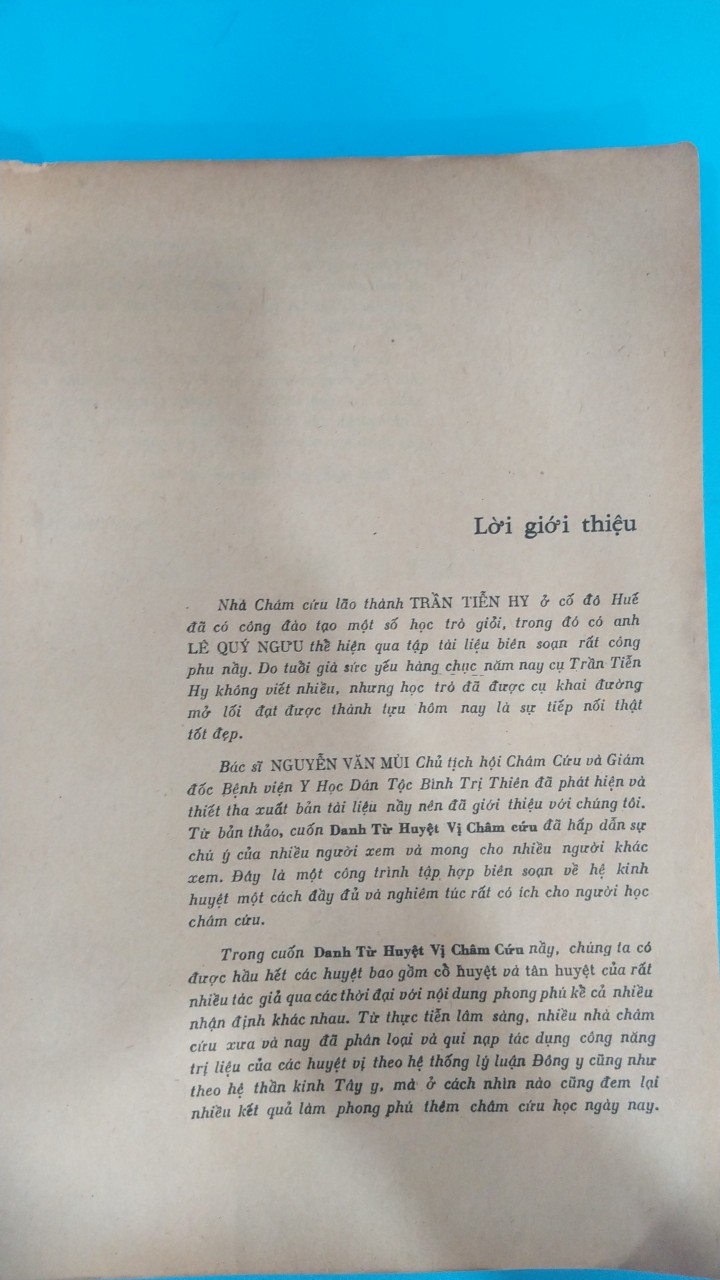 Lời giới thiệu
Nhà Châm cứu lão thành TRẦN TIỄN HY ở cố đô Huế
đã có công đào tạo một số học trò giỏi, trong đó có anh
LÊ QUÝ NGƯU thể hiện qua tập tài liệu biên soạn rất công
phu nầy. Do tuổi già sức yếu hàng chục năm nay cụ Trần Tiễn
Hy không viết nhiều, nhưng học trò đã được cụ khai đường
mở lối đạt được thành tựu hôm nay là sự tiếp nối thật
tốt đẹp.
Bác sĩ NGUYỄN VĂN MÙI Chủ tịch hội Châm Cứu và Giám
đốc Bệnh viện Y Học Dân Tộc Bình Trị Thiên đã phát hiện và
thiết tha xuất bản tài liệu nầy nên đã giới thiệu với chúng tôi.
Từ bản thảo, cuốn Danh Từ Huyệt Vị Châm cứu đã hấp dẫn sự
chú ý của nhiều người xem và mong cho nhiều người khác
xem. Đây là một công trình tập hợp biên soạn về hệ kinh
huyệt một cách đầy đủ và nghiêm túc rất có ích cho người học
châm cứu.
Trong cuốn Danh Từ Huyệt Vị Châm Cứu nầy, chúng ta có
được hầu hết các huyệt bao gồm cổ huyệt và tân huyệt của rất
nhiều tác giả qua các thời đại với nội dung phong phú kể cả nhiều
nhận định khác nhau. Từ thực tiễn lâm sàng, nhiều nhà châm
cứu xưa và nay đã phân loại và qui nạp tác dụng công năng
trị liệu của các huyệt vị theo hệ thống lý luận Đông y cũng như
theo hệ thần kinh Tây y, mà ở cách nhìn nào cũng đem lại
nhiều kết quả làm phong phú thêm châm cứu học ngày nay.